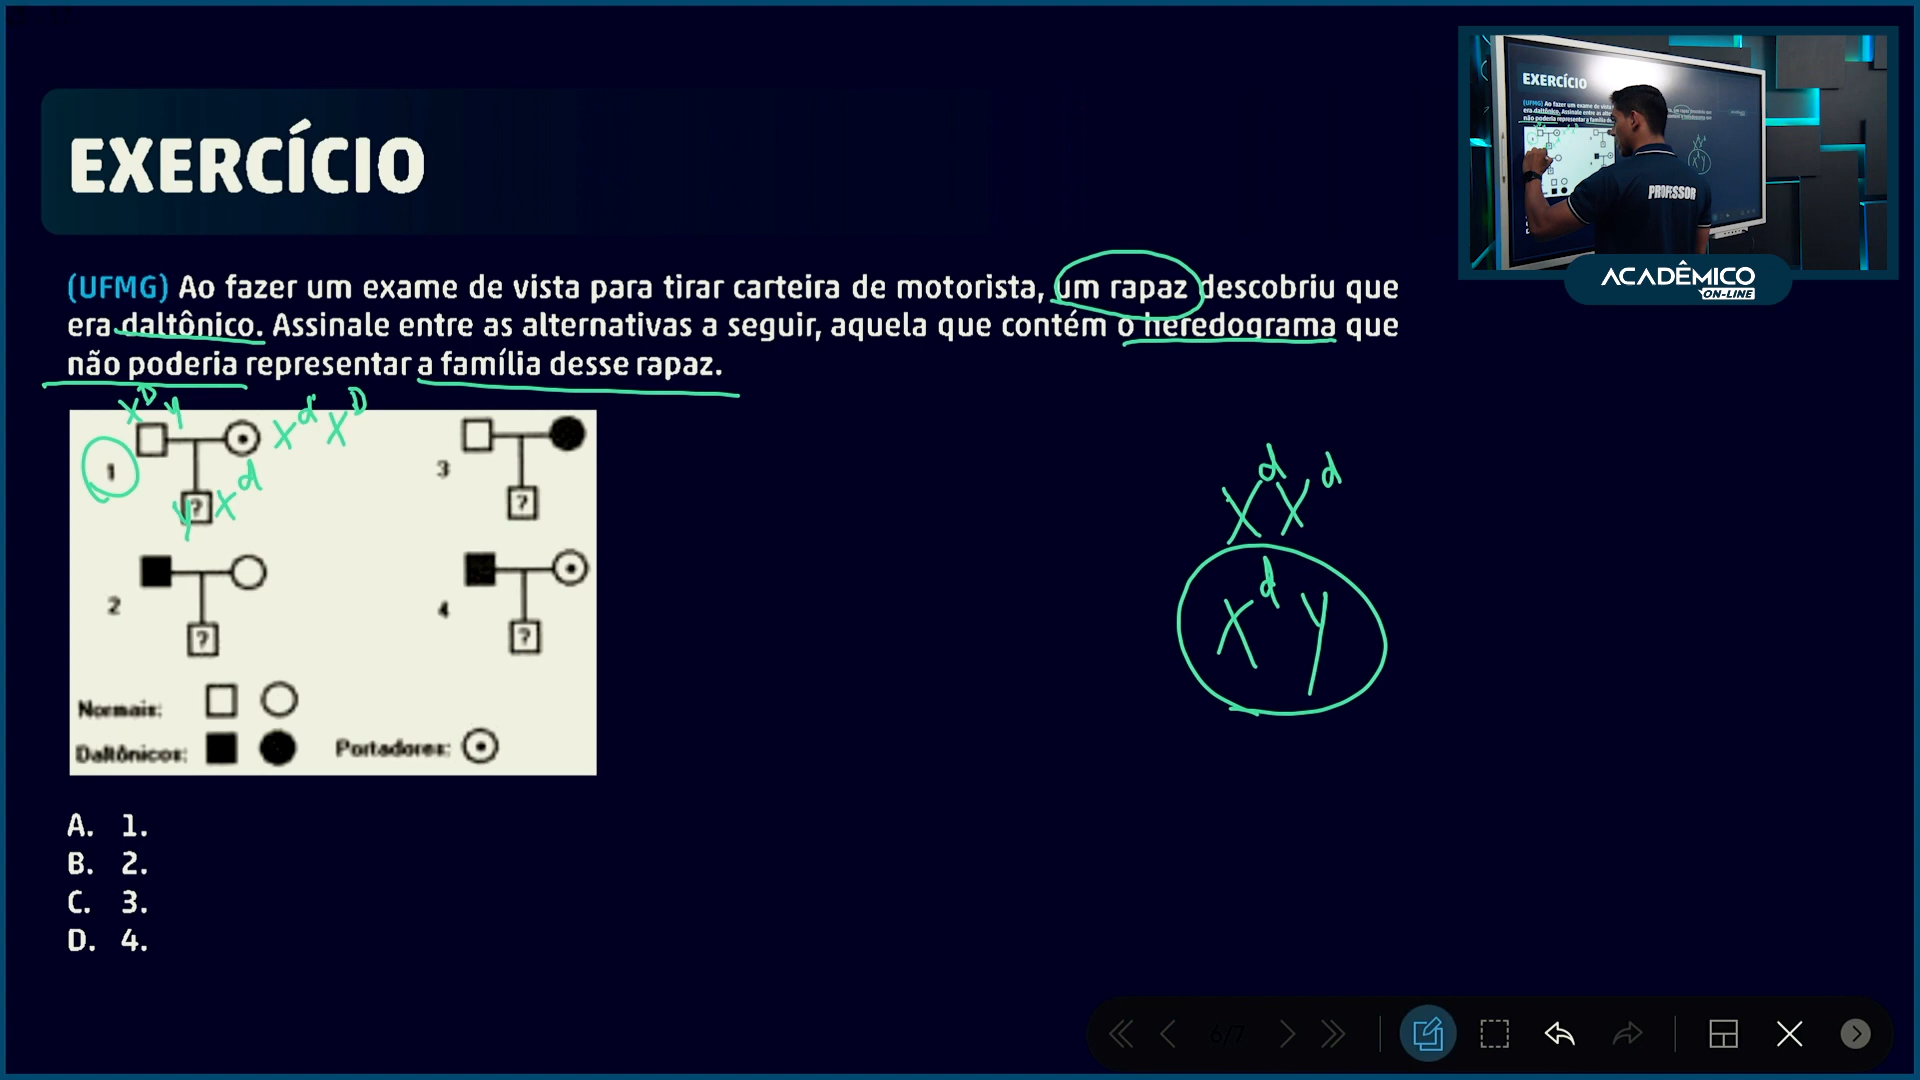 EXERCÍCIO
(UFMG) Ao fazer um exame de vista para tirar carteira de motorista, um rapaz descobriu que
era daltônico. Assinale entre as alternativas a seguir, aquela que contém o heredograma que
não poderia representar a família desse rapaz.
X^D y
X^d X^D
1
y X^d
?
3
?
2
?
4
?
Normais:
Daltônicos:
Portadores:
X^d X^d
X^d y
A. 1.
B. 2.
C. 3.
D. 4.
EXERCÍCIO
PROFESSOR
ACADÊMICO
ON-LINE
6/7